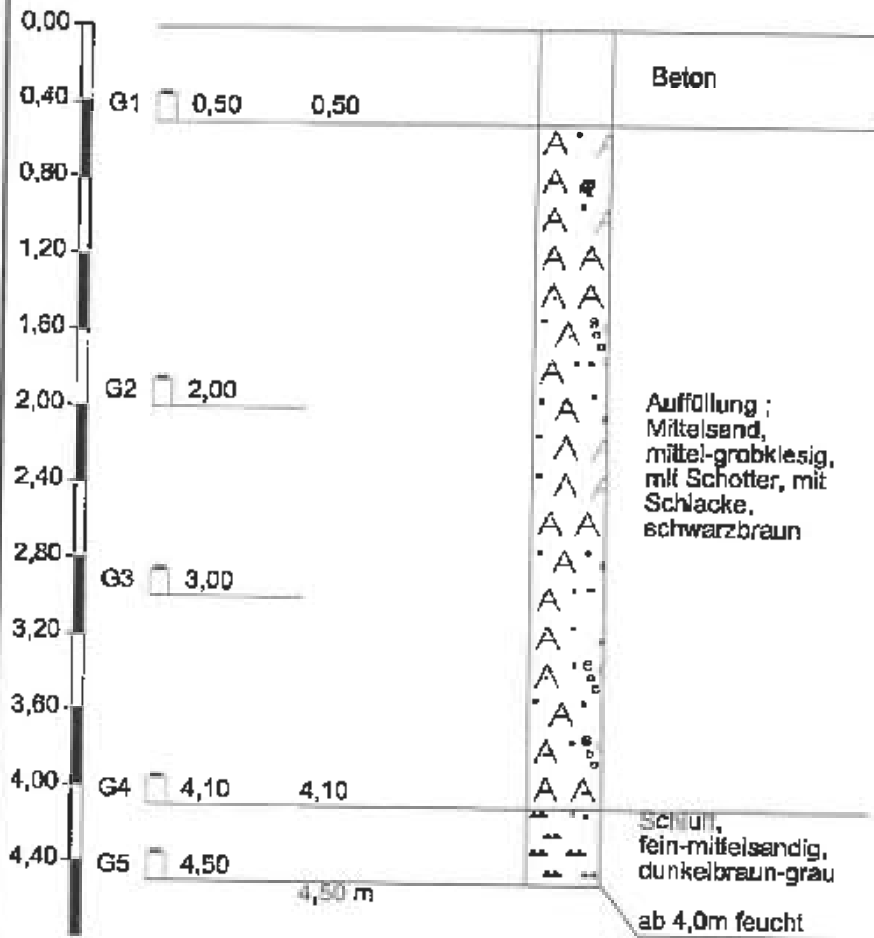 0,00
Beton
0,40
G1 0,50 0,50
0,80
1,20
1,60
G2 2,00
2,00
Auffüllung ;
Mittelsand,
mittel-grobkiesig,
mit Schotter, mit
Schlacke,
schwarzbraun
2,40
2,80
G3 3,00
3,20
3,60
4,00
G4 4,10 4,10
Schluff,
fein-mittelsandig,
dunkelbraun-grau
4,40
G5 4,50
4,50 m
ab 4,0m feucht